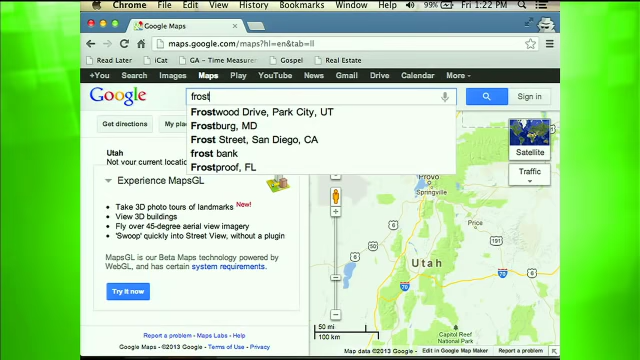 Chrome File Edit View History Bookmarks Window Help 99% Fri 1:22 PM
Google Maps
maps.google.com/maps?hl=en&tab=ll
Read Later iCat GA – Time Tracker Gospel Real Estate
+You Search Images Maps Play YouTube News Gmail Drive Calendar More
Google
frost
Sign in
Frostwood Drive, Park City, UT
Frostburg, MD
Frost Street, San Diego, CA
frost bank
Frostproof, FL
Get directions My pla
Utah
Not your current location
Experience MapsGL
Take 3D photo tours of landmarks New!
View 3D buildings
Fly over 45-degree aerial view imagery
'Swoop' quickly into Street View, without a plugin
MapsGL is our Beta Maps technology powered by
WebGL, and has certain system requirements.
Try it now
Report a problem - Maps Labs - Help
Google - ©2013 Google - Terms of Use - Privacy
Satellite
Traffic
Provo
Price
Utah
6
6
70
70
Capitol Reef
National Park
50 mi
100 km
Map data ©2013 Google - Edit in Google Map Maker Report a problem